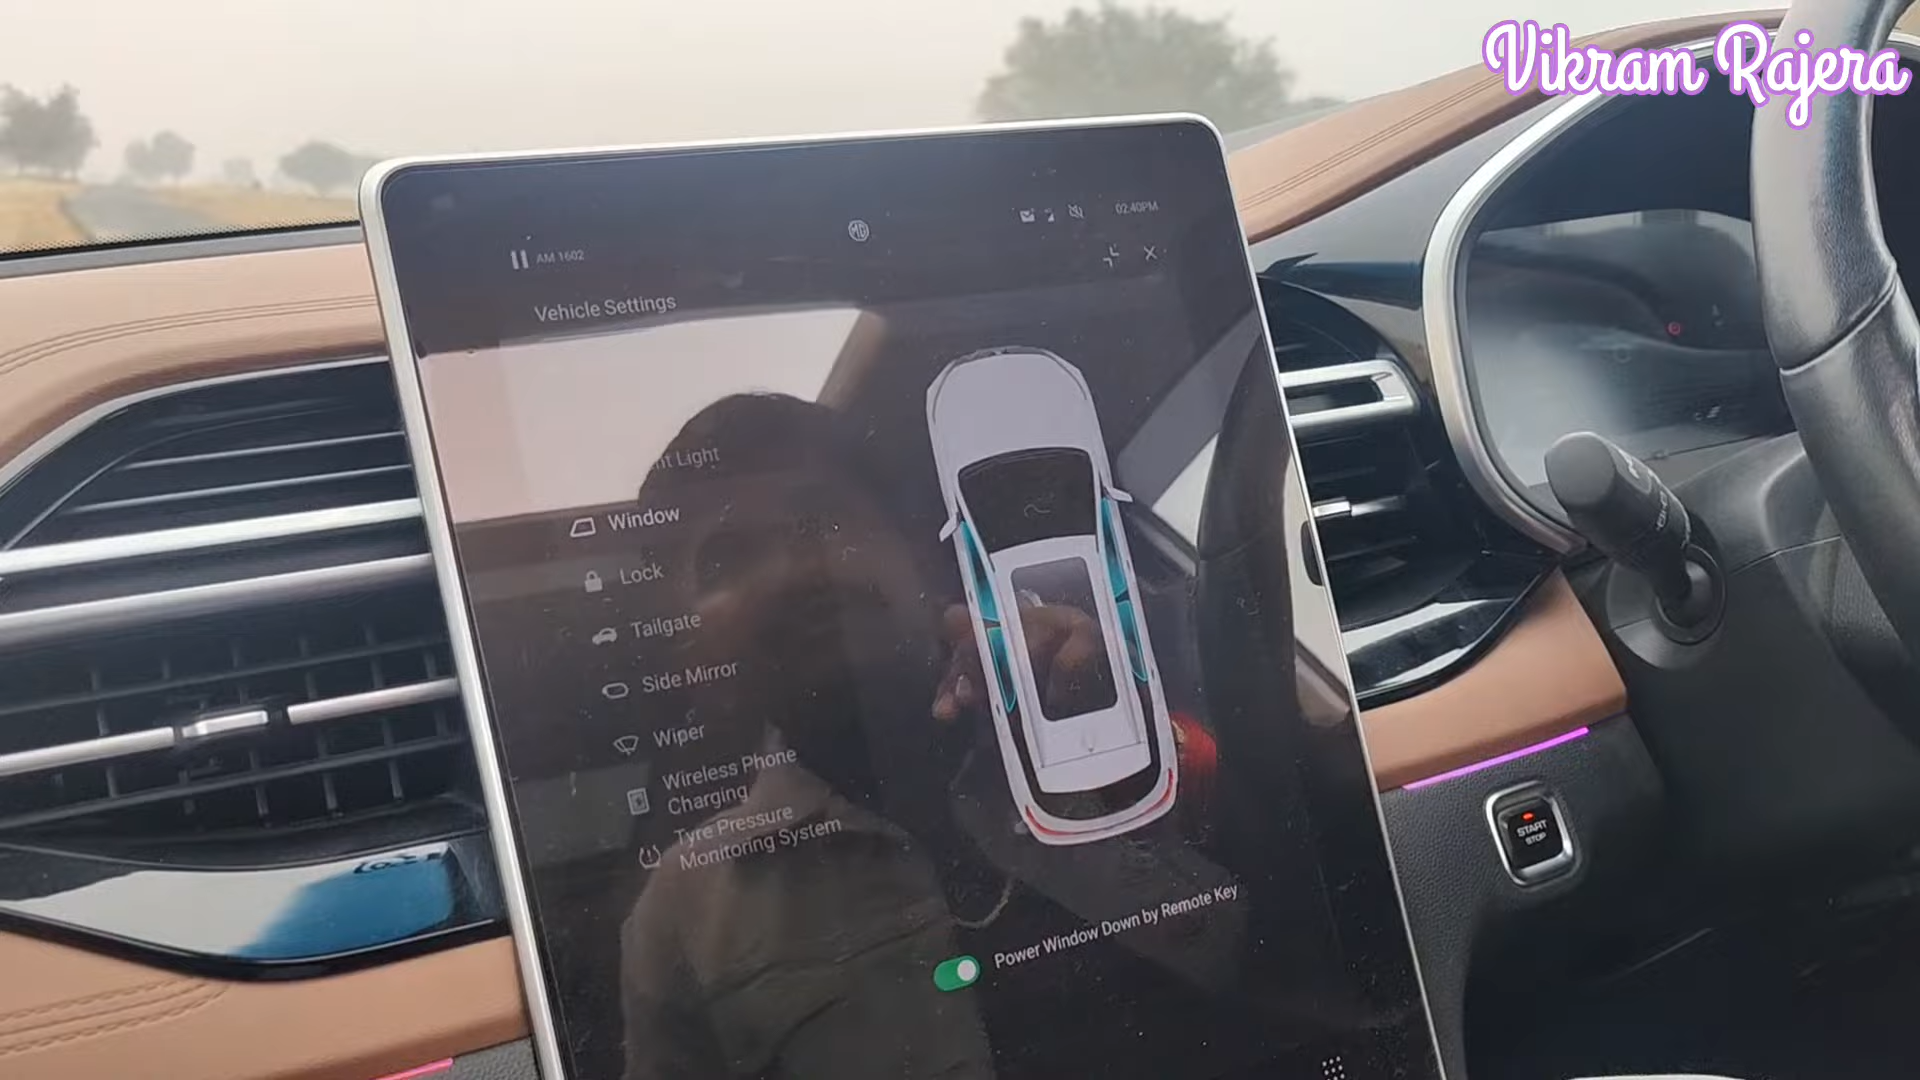 Vikram Rajera
02:40PM
AM 1602
Vehicle Settings
Light
Window
Lock
Tailgate
Side Mirror
Wiper
Wireless Phone
Charging
Tyre Pressure
Monitoring System
Power Window Down by Remote Key
START
STOP